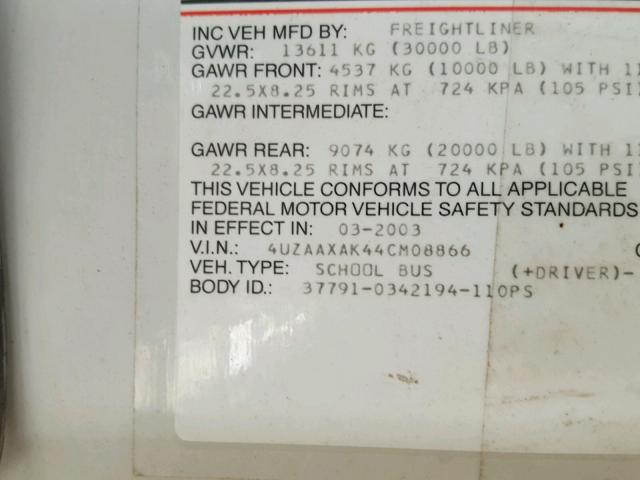 INC VEH MFD BY: FREIGHTLINER
GVWR: 13611 KG (30000 LB)
GAWR FRONT: 4537 KG (10000 LB) WITH 11
22.5X8.25 RIMS AT 724 KPA (105 PSI)
GAWR INTERMEDIATE:
GAWR REAR: 9074 KG (20000 LB) WITH 11
22.5X8.25 RIMS AT 724 KPA (105 PSI)
THIS VEHICLE CONFORMS TO ALL APPLICABLE
FEDERAL MOTOR VEHICLE SAFETY STANDARDS
IN EFFECT IN: 03-2003
V.I.N.: 4UZAAXAK44CM08866
VEH. TYPE: SCHOOL BUS (+DRIVER)-
BODY ID.: 37791-0342194-110PS